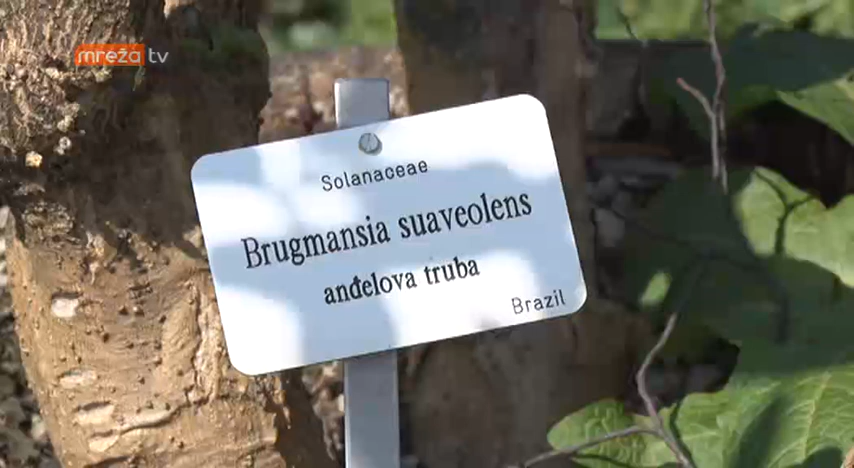 mreža tv
Solanaceae
Brugmansia suaveolens
anđelova truba
Brazil